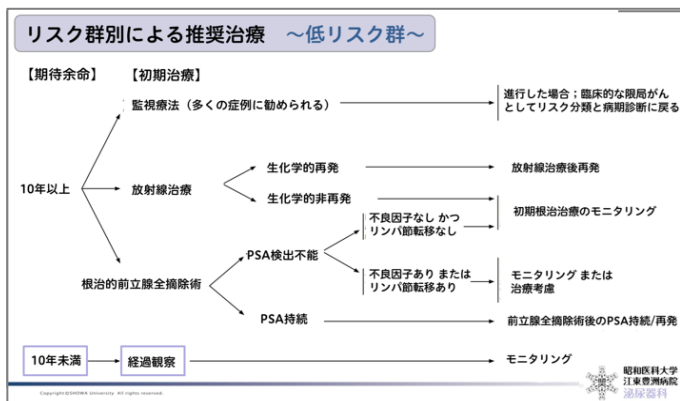 リスク群別による推奨治療　～低リスク群～
【期待余命】　【初期治療】
監視療法（多くの症例に勧められる）
進行した場合；臨床的な限局がん
としてリスク分類と病期診断に戻る
10年以上
放射線治療
生化学的再発
放射線治療後再発
生化学的非再発
初期根治治療のモニタリング
根治的前立腺全摘除術
PSA検出不能
不良因子なし かつ
リンパ節転移なし
不良因子あり または
リンパ節転移あり
モニタリング または
治療考慮
PSA持続
前立腺全摘除術後のPSA持続/再発
10年未満
経過観察
モニタリング
昭和医科大学
江東豊洲病院
泌尿器科
Copyright©SHOWA University All rights reserved.